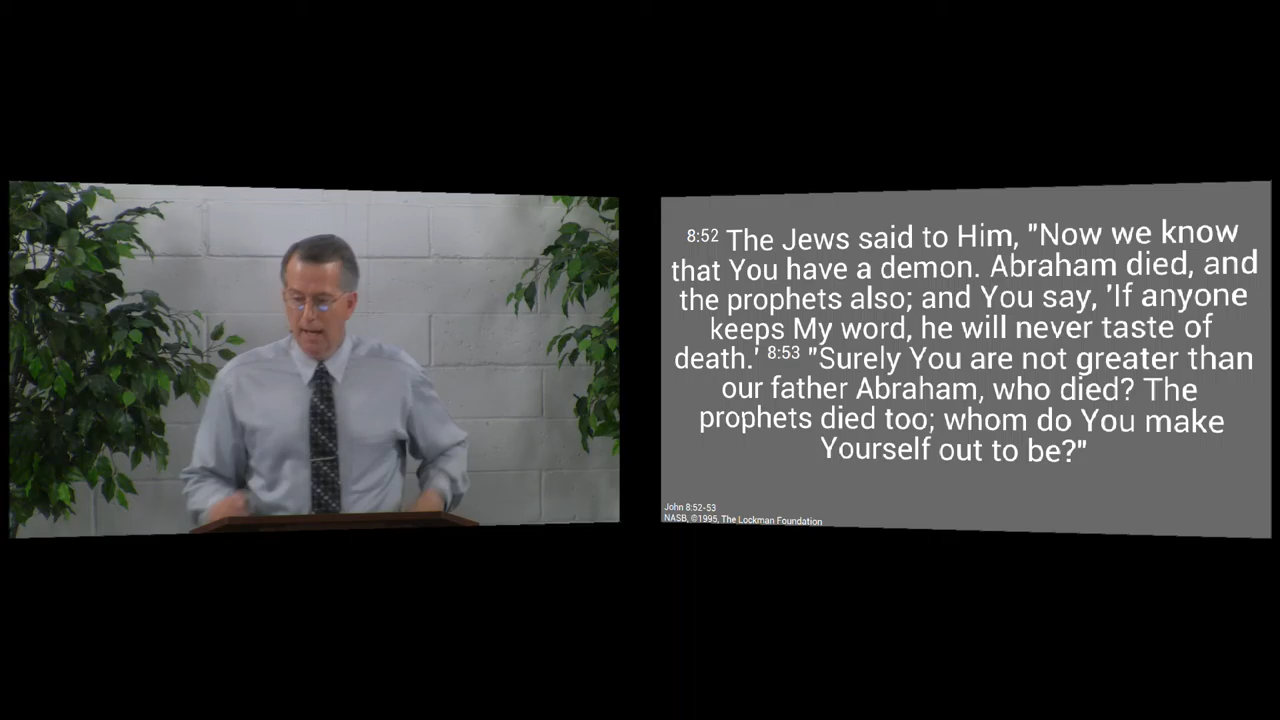 8:52 The Jews said to Him, "Now we know
that You have a demon. Abraham died, and
the prophets also; and You say, 'If anyone
keeps My word, he will never taste of
death.' 8:53 "Surely You are not greater than
our father Abraham, who died? The
prophets died too; whom do You make
Yourself out to be?"
John 8:52-53
NASB, ©1995, The Lockman Foundation